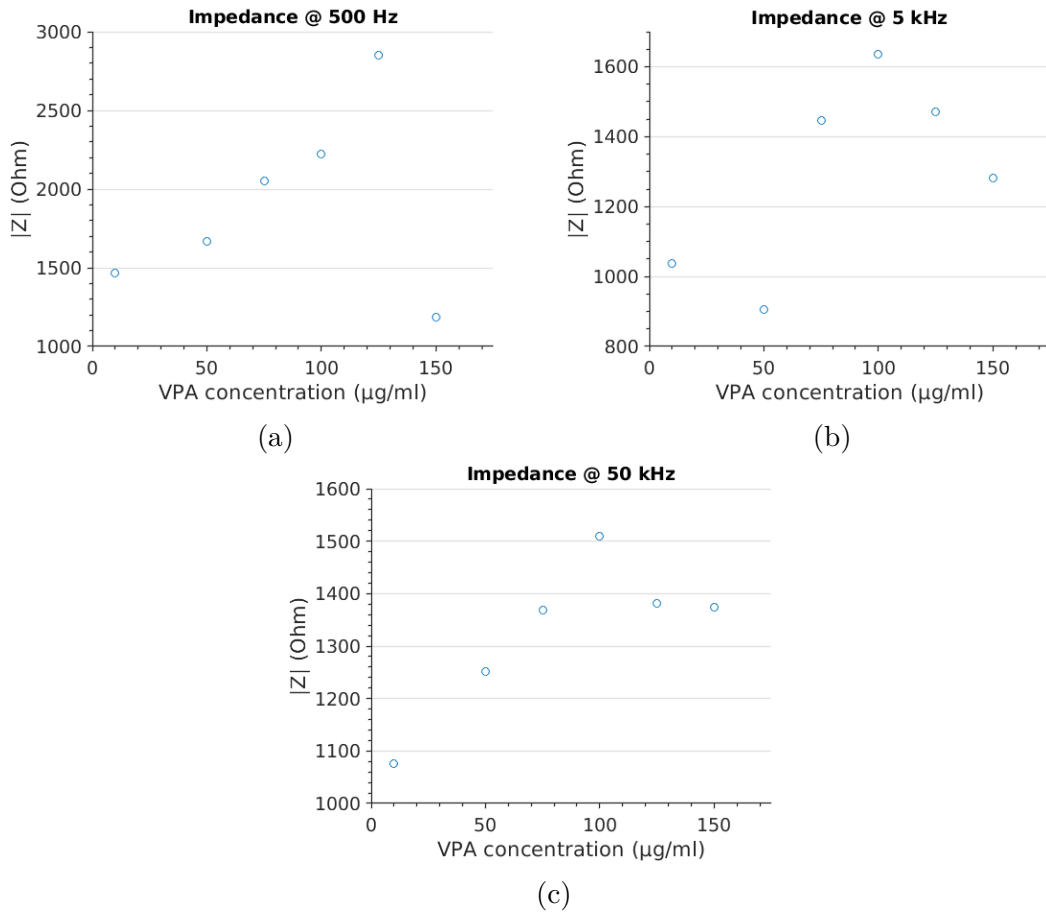 Impedance @ 500 Hz
3000
2500
2000
1500
1000
|Z| (Ohm)
0 50 100 150
VPA concentration (µg/ml)
(a)
Impedance @ 5 kHz
1600
1400
1200
1000
800
|Z| (Ohm)
0 50 100 150
VPA concentration (µg/ml)
(b)
Impedance @ 50 kHz
1600
1500
1400
1300
1200
1100
1000
|Z| (Ohm)
0 50 100 150
VPA concentration (µg/ml)
(c)